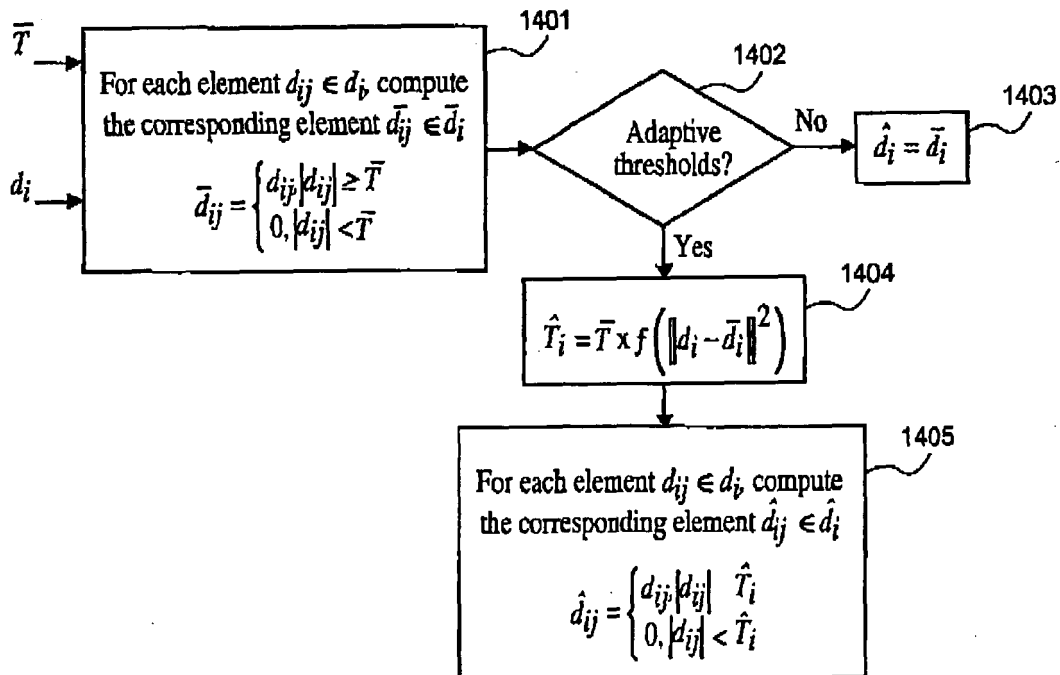 T̅
d_i
1401
For each element d_ij ∈ d_i, compute
the corresponding element d̅_ij ∈ d̅_i
d̅_ij = { d_ij, |d_ij| ≥ T̅
0, |d_ij| < T̅
1402
Adaptive
thresholds?
No
1403
d̂_i = d̅_i
Yes
1404
T̂_i = T̅ x f(‖d_i − d̅_i‖²)
1405
For each element d_ij ∈ d_i, compute
the corresponding element d̂_ij ∈ d̂_i
d̂_ij = { d_ij, |d_ij| T̂_i
0, |d_ij| < T̂_i